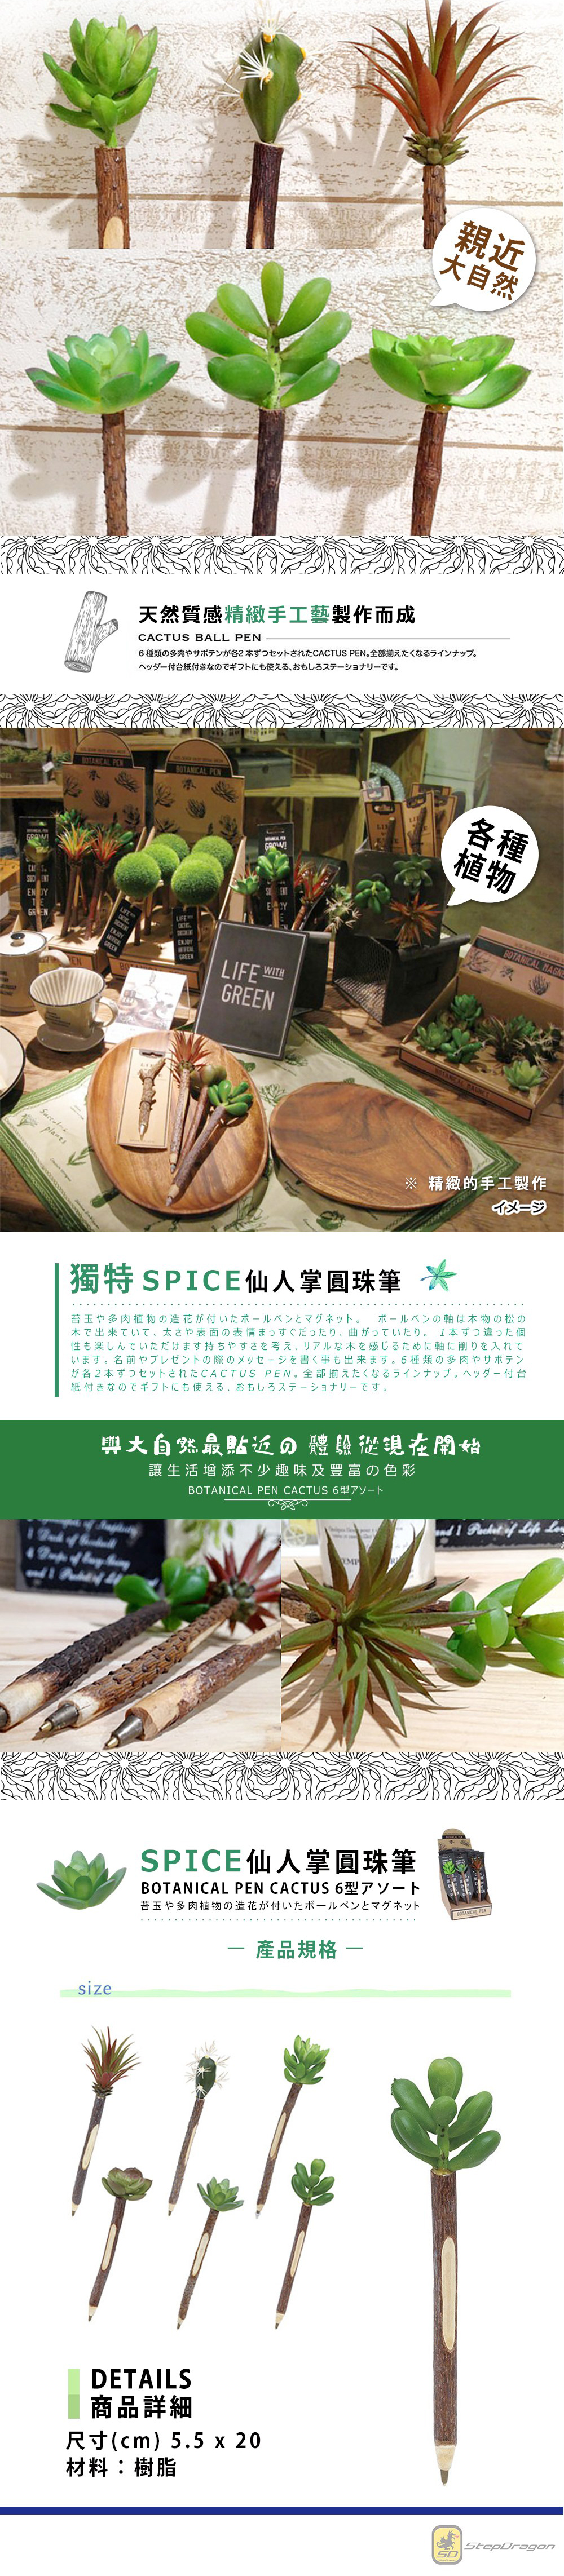 親近
大自然
天然質感精緻手工藝製作而成
CACTUS BALL PEN
6種類の多肉やサボテンが各2本ずつセットされたCACTUS PEN。全部揃えたくなるラインナップ。
ヘッダー付台紙付きなのでギフトにも使える、おもしろステーショナリーです。
各種
植物
BOTANICAL PEN
BOTANICAL PEN
GROW!
ENJOY
THE
GREEN
LIFE WITH
GREEN
※ 精緻的手工製作
イメージ
獨特 SPICE仙人掌圓珠筆
苔玉や多肉植物の造花が付いたボールペンとマグネット。 ボールペンの軸は本物の松の
木で出来ていて、太さや表面の表情まっすぐだったり、曲がっていたり。 1本ずつ違った個
性も楽しんでいただけます持ちやすさを考え、リアルな木を感じるために軸に削りを入れて
います。名前やプレゼントの際のメッセージを書く事も出来ます。6種類の多肉やサボテン
が各2本ずつセットされたCACTUS PEN。全部揃えたくなるラインナップ。ヘッダー付台
紙付きなのでギフトにも使える、おもしろステーショナリーです。
與大自然最貼近の 體驗從現在開始
讓生活增添不少趣味及豐富の色彩
BOTANICAL PEN CACTUS 6型アソート
SPICE仙人掌圓珠筆
BOTANICAL PEN CACTUS 6型アソート
苔玉や多肉植物の造花が付いたボールペンとマグネット
— 產品規格 —
size
DETAILS
商品詳細
尺寸(cm) 5.5 x 20
材料：樹脂
SD StepDragon